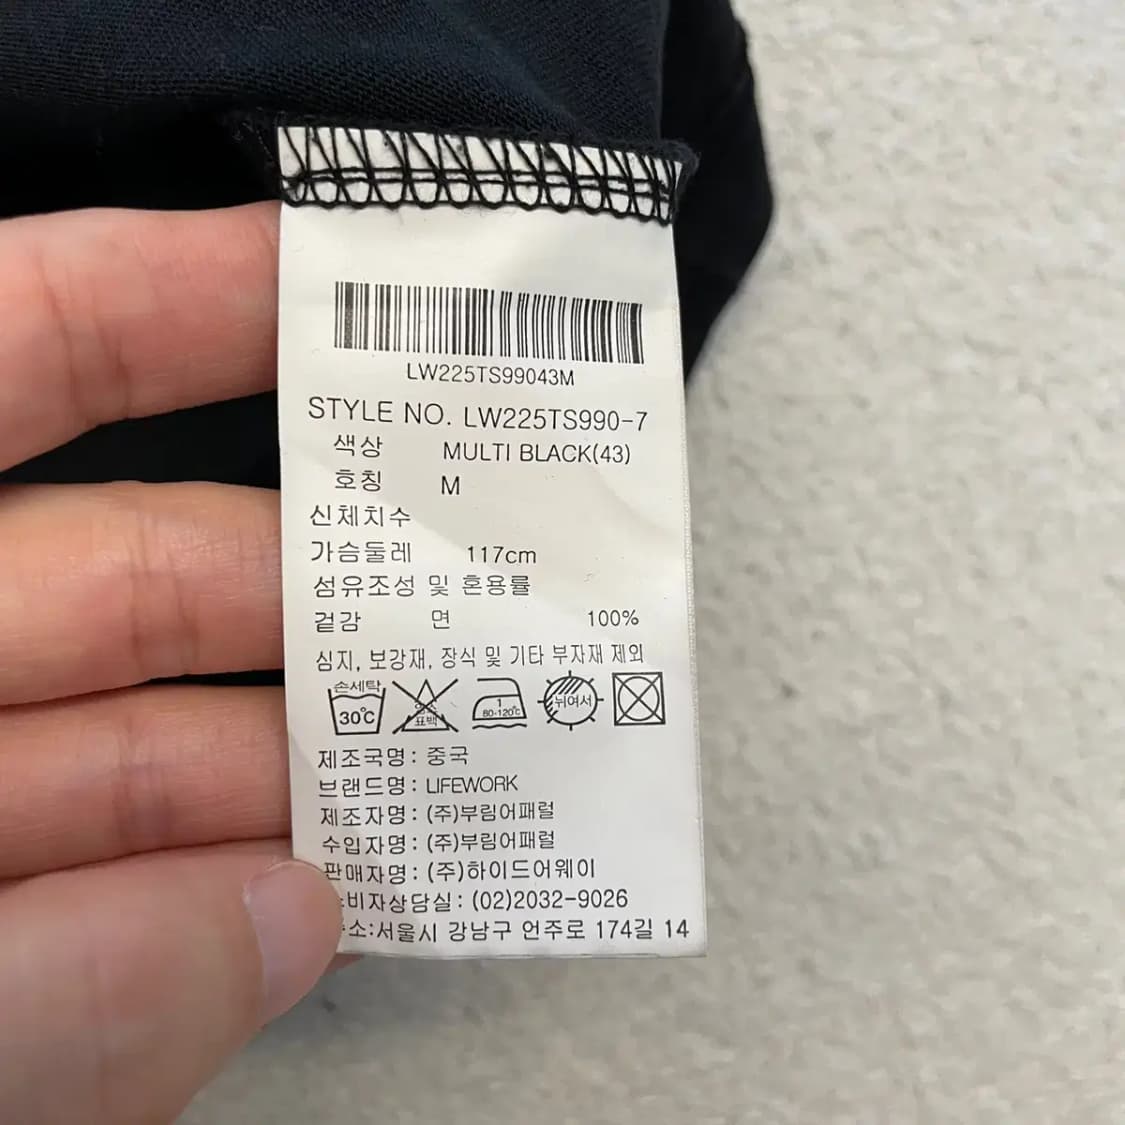 LW225TS99043M
STYLE NO. LW225TS990-7
색상 MULTI BLACK(43)
호칭 M
신체치수
가슴둘레 117cm
섬유조성 및 혼용률
겉감 면 100%
심지, 보강재, 장식 및 기타 부자재 제외
손세탁 30℃ 표백 1 80-120℃ 뉘여서
제조국명: 중국
브랜드명: LIFEWORK
제조자명: (주)부림어패럴
수입자명: (주)부림어패럴
판매자명: (주)하이드어웨이
비자상담실: (02)2032-9026
소:서울시 강남구 언주로 174길 14